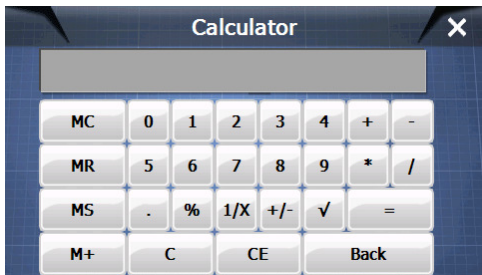 Calculator
MC 0 1 2 3 4 + -
MR 5 6 7 8 9 * /
MS . % 1/X +/- √ =
M+ C CE Back